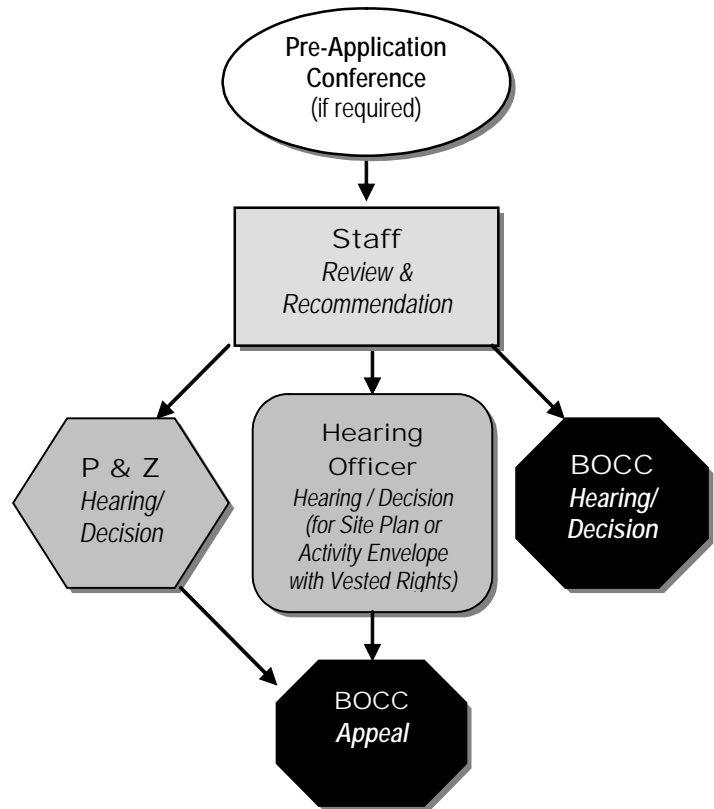 Pre-Application
Conference
(if required)
Staff
Review &
Recommendation
P & Z
Hearing/
Decision
Hearing
Officer
Hearing / Decision
(for Site Plan or
Activity Envelope
with Vested Rights)
BOCC
Hearing/
Decision
BOCC
Appeal